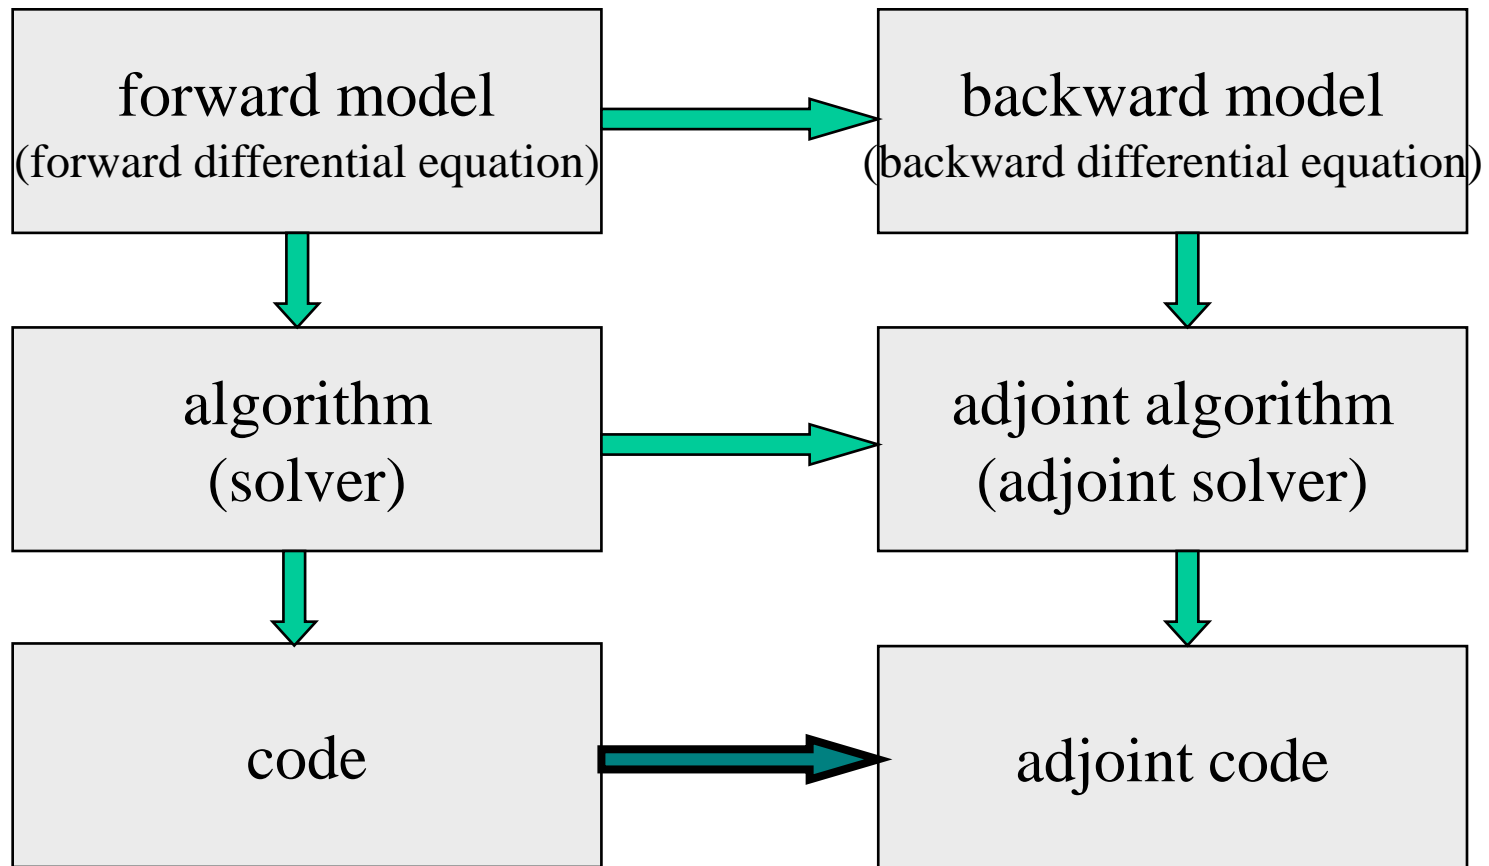 forward model
(forward differential equation)
backward model
(backward differential equation)
algorithm
(solver)
adjoint algorithm
(adjoint solver)
code
adjoint code